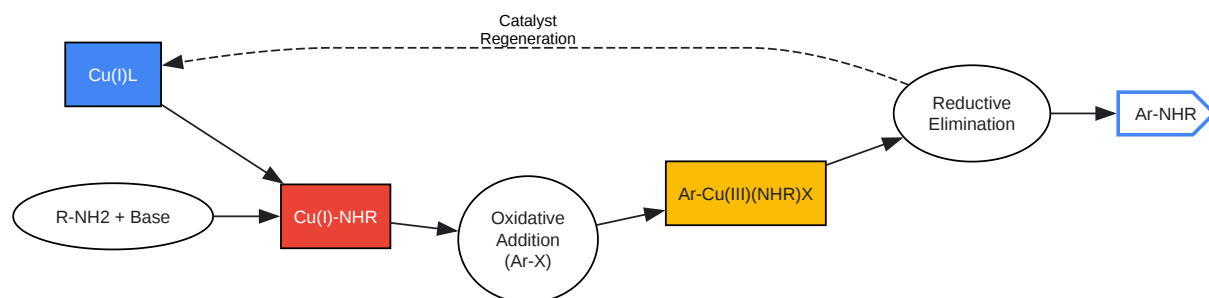 Catalyst
Regeneration
Cu(I)L
R-NH2 + Base
Cu(I)-NHR
Oxidative
Addition
(Ar-X)
Ar-Cu(III)(NHR)X
Reductive
Elimination
Ar-NHR